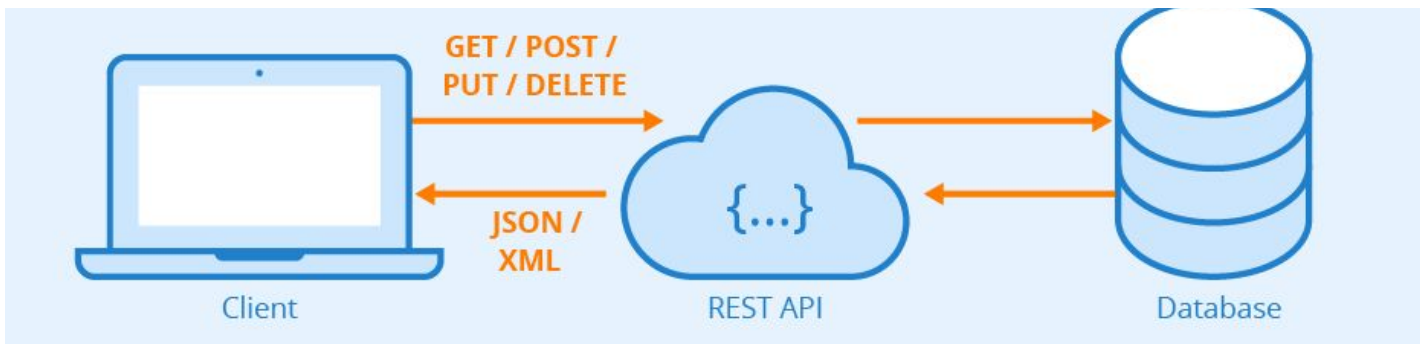 GET / POST /
PUT / DELETE
{...}
JSON /
XML
Client
REST API
Database